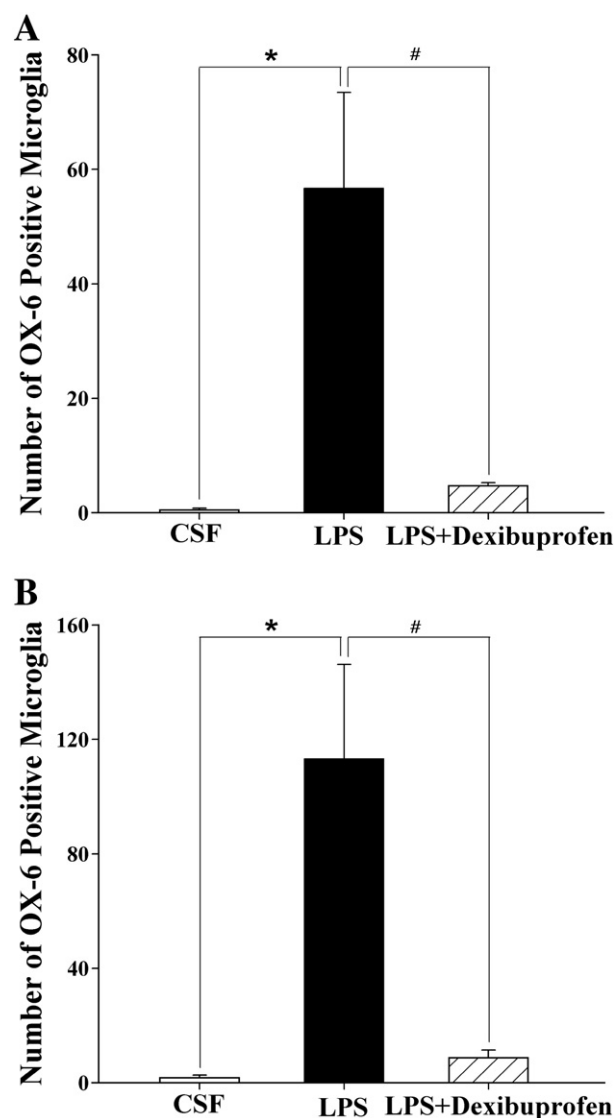 A
Number of OX-6 Positive Microglia
80
60
40
20
0
*
#
CSF
LPS
LPS+Dexibuprofen
B
Number of OX-6 Positive Microglia
160
120
80
40
0
*
#
CSF
LPS
LPS+Dexibuprofen